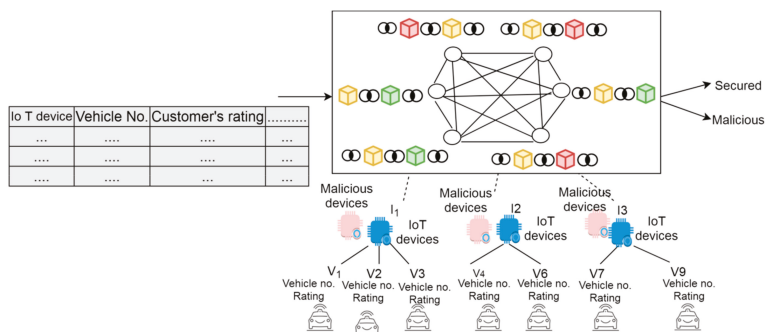 Io T device Vehicle No. Customer's rating ..........
... .... .... ...
.... .... .... ...
.... .... ... ...
Secured
Malicious
Malicious
devices
I1
IoT
devices
Malicious
devices
I2
IoT
devices
Malicious
devices
I3
IoT
devices
V1 V2 V3 V4 V6 V7 V9
Vehicle no.
Rating
Vehicle no.
Rating
Vehicle no.
Rating
Vehicle no.
Rating
Vehicle no.
Rating
Vehicle no.
Rating
Vehicle no.
Rating